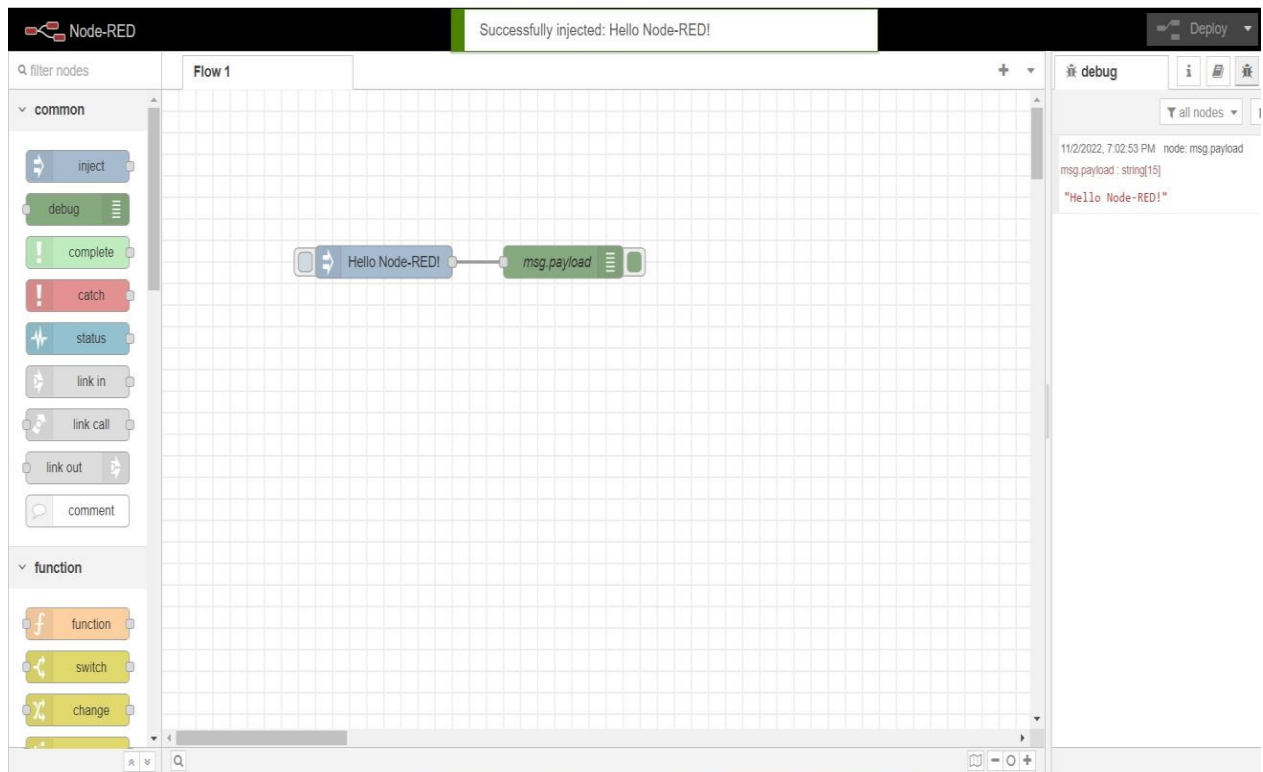 Node-RED
Successfully injected: Hello Node-RED!
Deploy
filter nodes
Flow 1
debug
i
common
all nodes
inject
debug
complete
catch
status
link in
link call
link out
comment
function
function
switch
change
Hello Node-RED!
msg.payload
11/2/2022, 7:02:53 PM node: msg.payload
msg.payload : string[15]
"Hello Node-RED!"